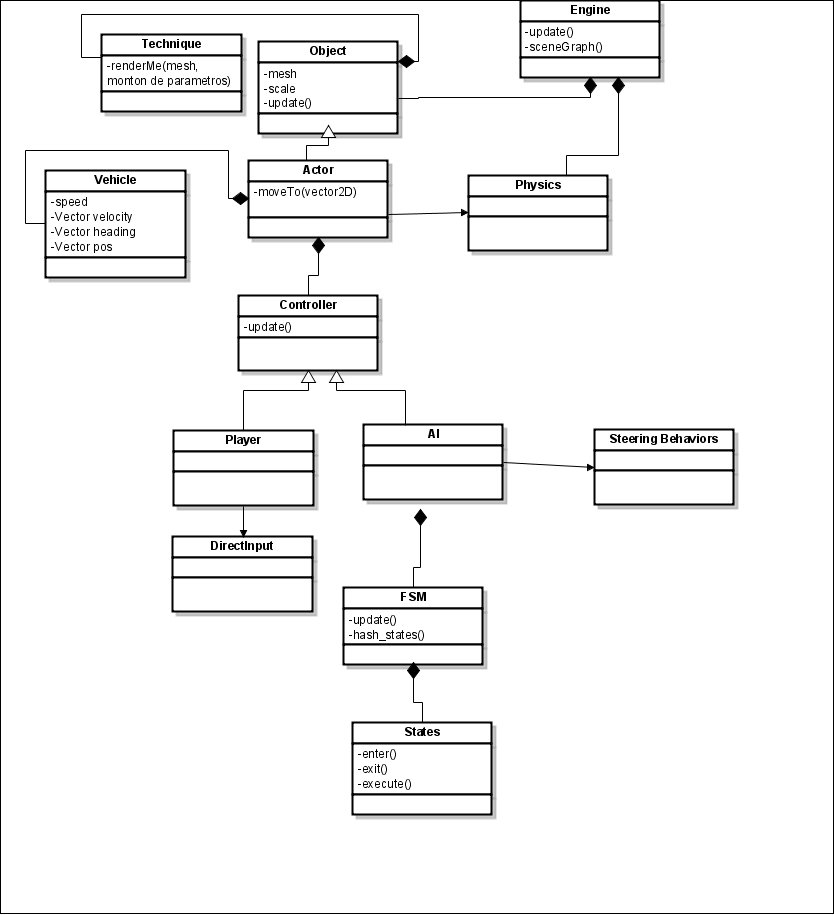 Engine
-update()
-sceneGraph()
Technique
-renderMe(mesh,
monton de parametros)
Object
-mesh
-scale
-update()
Actor
-moveTo(vector2D)
Vehicle
-speed
-Vector velocity
-Vector heading
-Vector pos
Physics
Controller
-update()
Player
AI
Steering Behaviors
DirectInput
FSM
-update()
-hash_states()
States
-enter()
-exit()
-execute()